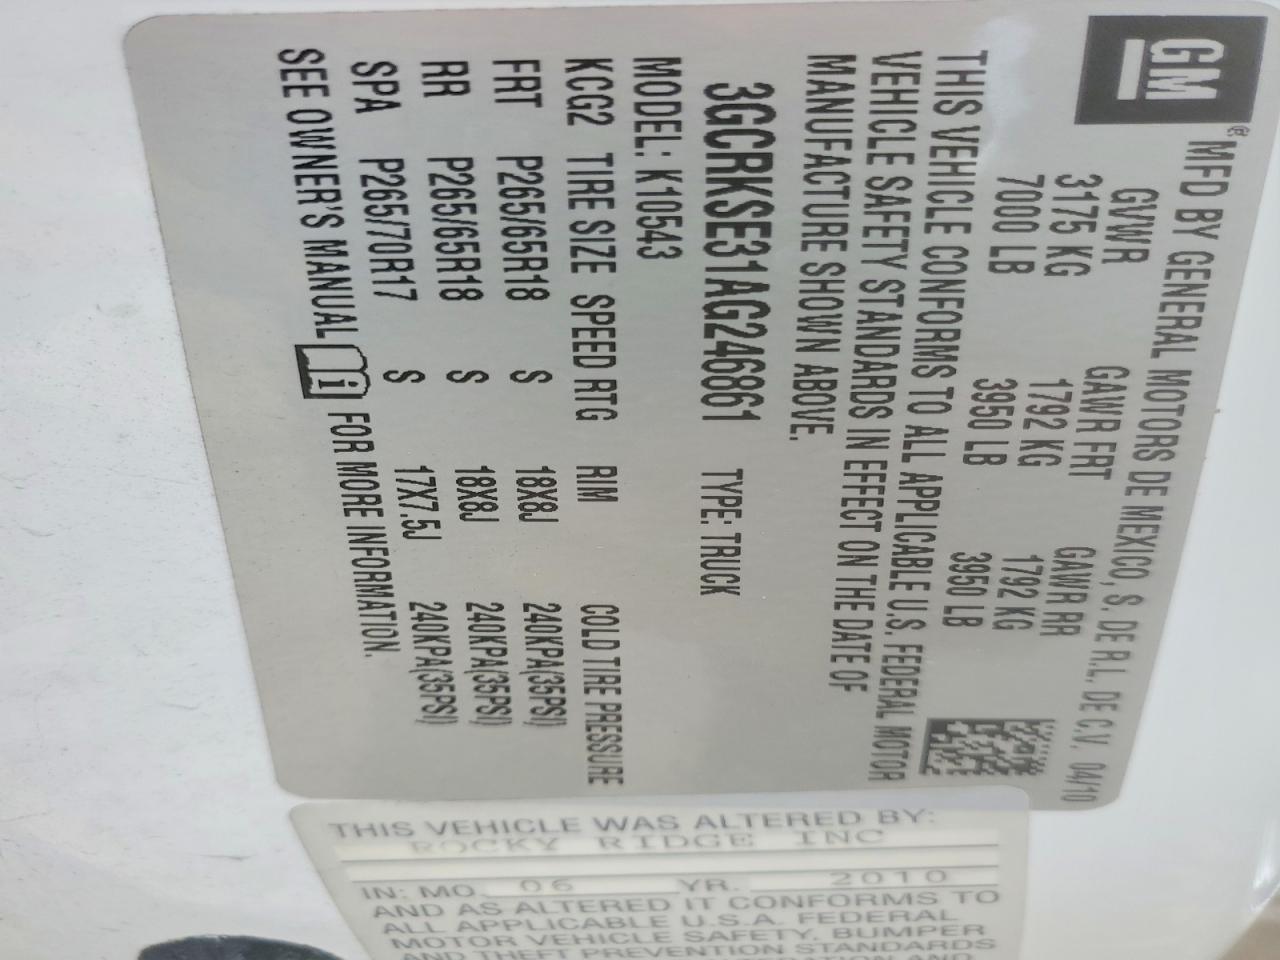 GM
® MFD BY GENERAL MOTORS DE MEXICO, S. DE R.L. DE C.V. 04/10
GVWR GAWR FRT GAWR RR
3175 KG 1792 KG 1792 KG
7000 LB 3950 LB 3950 LB
THIS VEHICLE CONFORMS TO ALL APPLICABLE U.S. FEDERAL MOTOR
VEHICLE SAFETY STANDARDS IN EFFECT ON THE DATE OF
MANUFACTURE SHOWN ABOVE.
3GCRKSE31AG246861 TYPE: TRUCK
MODEL: K10543
KCG2 TIRE SIZE SPEED RTG RIM COLD TIRE PRESSURE
FRT P265/65R18 S 18X8J 240KPA(35PSI)
RR P265/65R18 S 18X8J 240KPA(35PSI)
SPA P265/70R17 S 17X7.5J 240KPA(35PSI)
SEE OWNER'S MANUAL i FOR MORE INFORMATION.
THIS VEHICLE WAS ALTERED BY:
ROCKY RIDGE INC
IN: MO. 06 YR. 2010
AND AS ALTERED IT CONFORMS TO
ALL APPLICABLE U.S.A. FEDERAL
MOTOR VEHICLE SAFETY, BUMPER
AND THEFT PREVENTION STANDARDS
AND